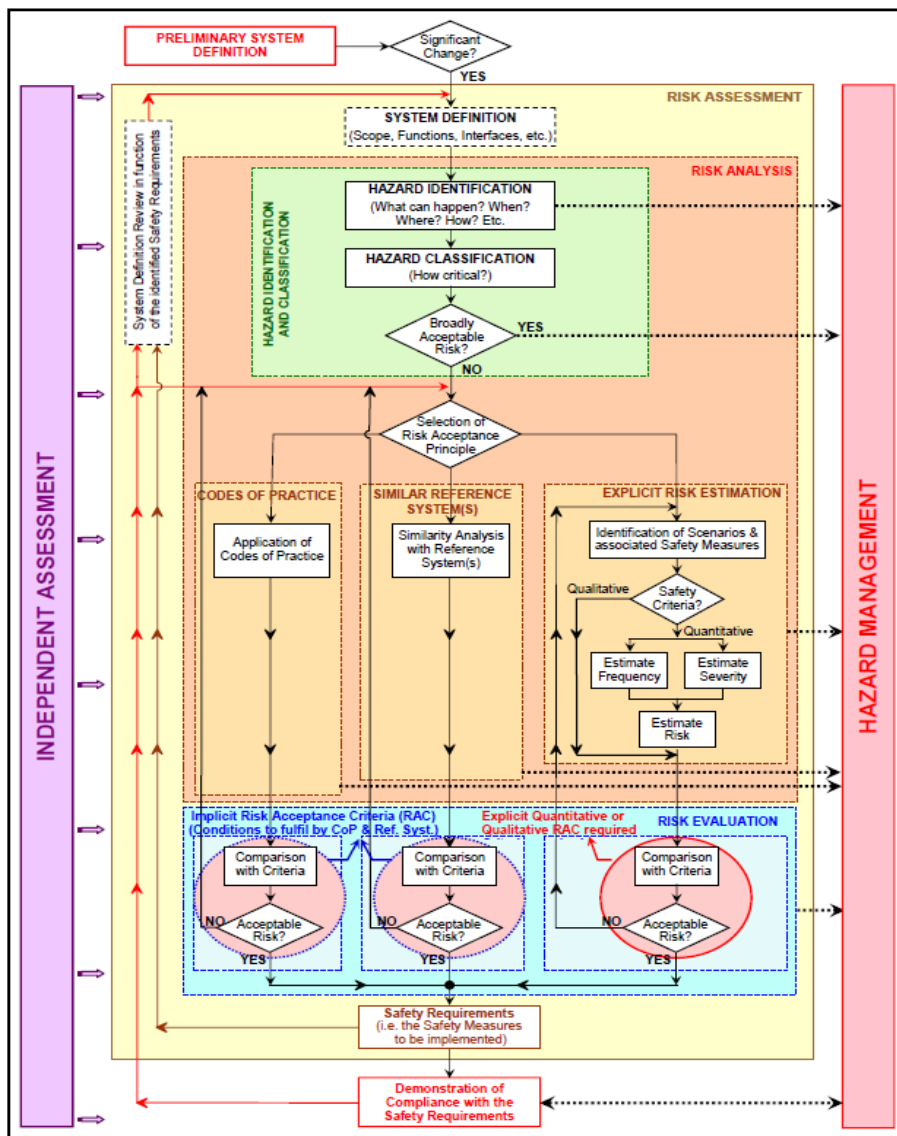 PRELIMINARY SYSTEM
DEFINITION
Significant
Change?
YES
RISK ASSESSMENT
SYSTEM DEFINITION
(Scope, Functions, Interfaces, etc.)
RISK ANALYSIS
HAZARD IDENTIFICATION
(What can happen? When?
Where? How? Etc.
HAZARD CLASSIFICATION
(How critical?)
HAZARD IDENTIFICATION
AND CLASSIFICATION
Broadly
Acceptable
Risk?
YES
NO
System Definition Review in function
of the identified Safety Requirements
INDEPENDENT ASSESSMENT
HAZARD MANAGEMENT
Selection of
Risk Acceptance
Principle
CODES OF PRACTICE
Application of
Codes of Practice
SIMILAR REFERENCE
SYSTEM(S)
Similarity Analysis
with Reference
System(s)
EXPLICIT RISK ESTIMATION
Identification of Scenarios &
associated Safety Measures
Qualitative
Safety
Criteria?
Quantitative
Estimate
Frequency
Estimate
Severity
Estimate
Risk
Implicit Risk Acceptance Criteria (RAC)
(Conditions to fulfil by CoP & Ref. Syst.)
Explicit Quantitative or
Qualitative RAC required
RISK EVALUATION
Comparison
with Criteria
Acceptable
Risk?
NO
YES
Comparison
with Criteria
Acceptable
Risk?
NO
YES
Comparison
with Criteria
Acceptable
Risk?
NO
YES
Safety Requirements
(i.e. the Safety Measures
to be implemented)
Demonstration of
Compliance with the
Safety Requirements